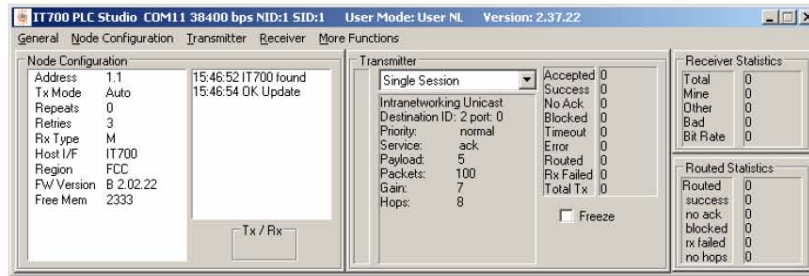 IT700 PLC Studio COM11 38400 bps NID:1 SID:1 User Mode: User NL Version: 2.37.22
General Node Configuration Transmitter Receiver More Functions
Node Configuration
Address 1.1
Tx Mode Auto
Repeats 0
Retries 3
Rx Type M
Host I/F IT700
Region FCC
FW Version B 2.02.22
Free Mem 2333
15:46:52 IT700 found
15:46:54 OK Update
Tx / Rx
Transmitter
Single Session
Intranetworking Unicast
Destination ID: 2 port: 0
Priority: normal
Service: ack
Payload: 5
Packets: 100
Gain: 7
Hops: 8
Accepted 0
Success 0
No Ack 0
Blocked 0
Timeout 0
Error 0
Routed 0
Rx Failed 0
Total Tx 0
Freeze
Receiver Statistics
Total 0
Mine 0
Other 0
Bad 0
Bit Rate 0
Routed Statistics
Routed 0
success 0
no ack 0
blocked 0
rx failed 0
no hops 0